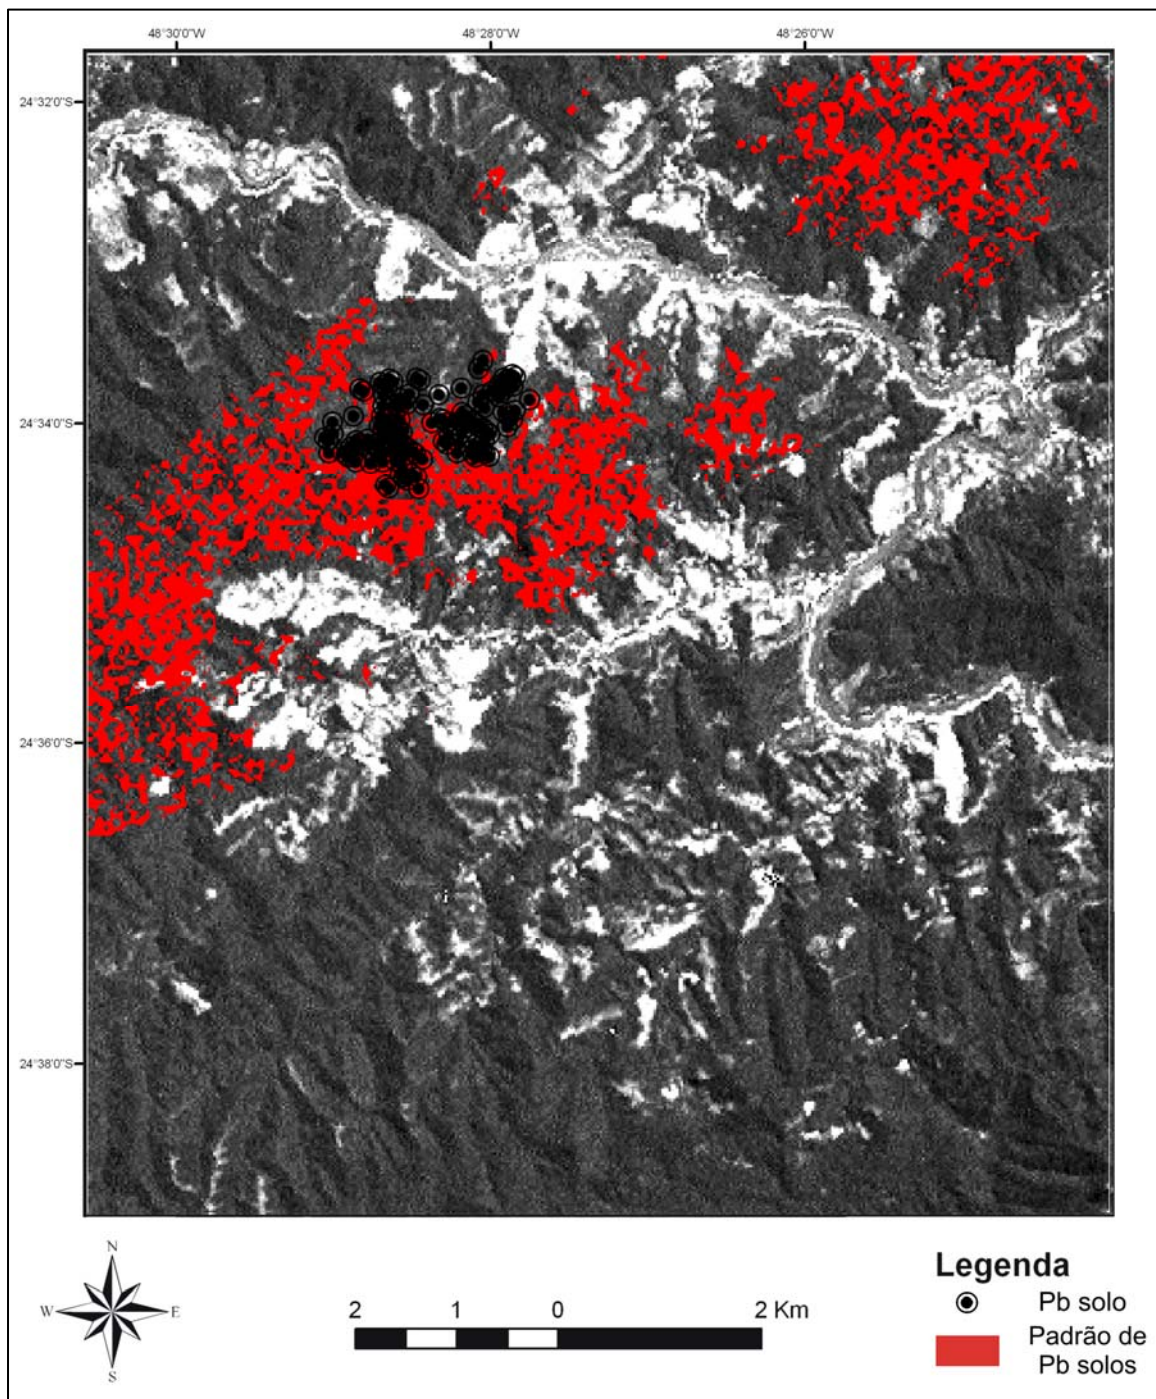 48°30'0"W 48°28'0"W 48°26'0"W
24°32'0"S
24°34'0"S
24°36'0"S
24°38'0"S
N
W E
S
2 1 0 2 Km
Legenda
Pb solo
Padrão de
Pb solos